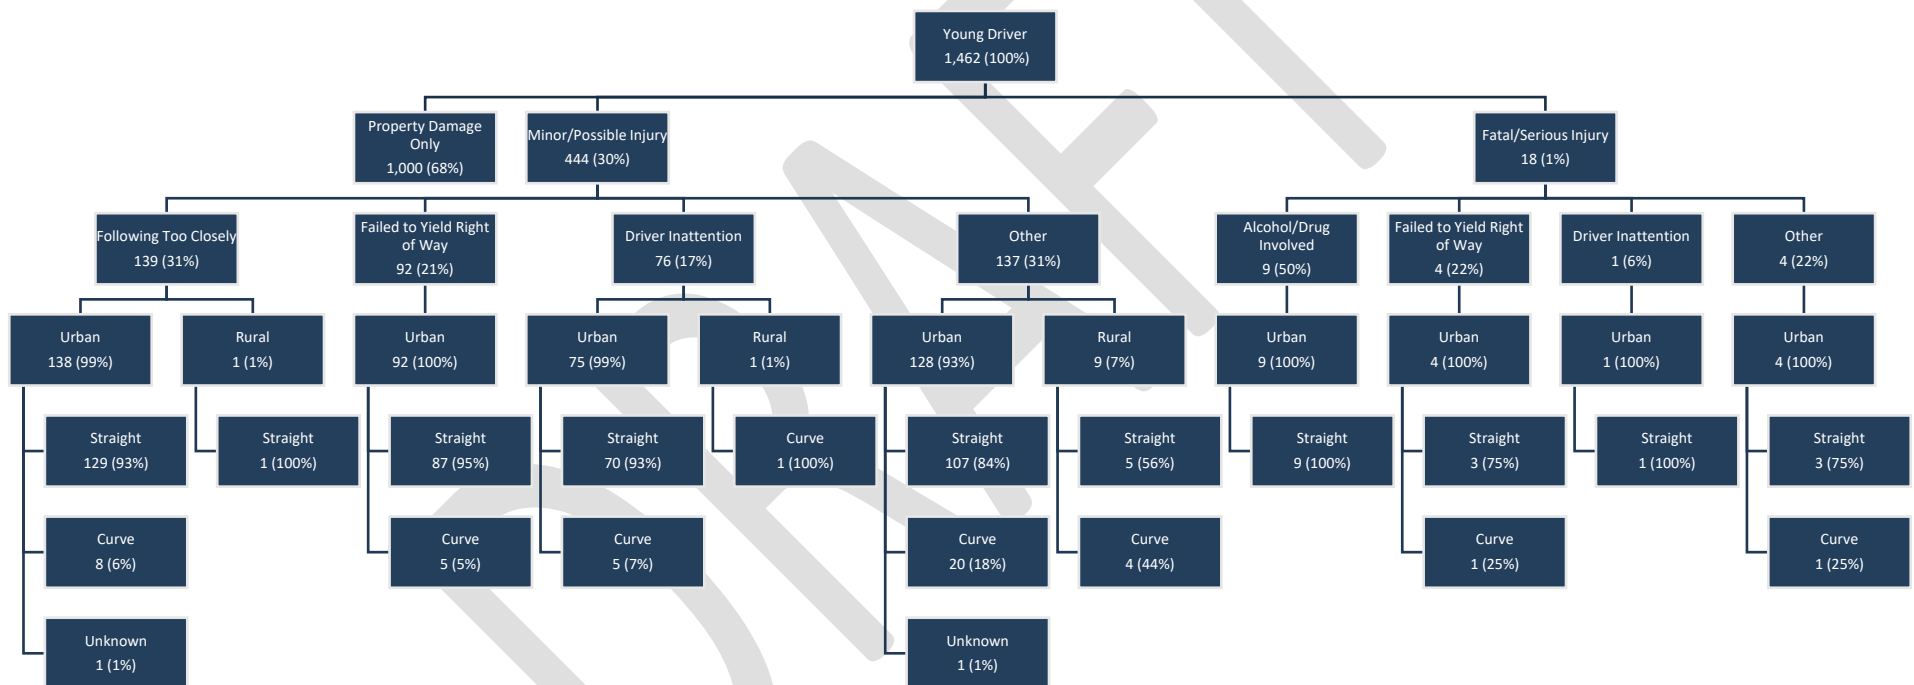 Young Driver
1,462 (100%)
Property Damage
Only
1,000 (68%)
Minor/Possible Injury
444 (30%)
Fatal/Serious Injury
18 (1%)
Following Too Closely
139 (31%)
Failed to Yield Right
of Way
92 (21%)
Driver Inattention
76 (17%)
Other
137 (31%)
Alcohol/Drug
Involved
9 (50%)
Failed to Yield Right
of Way
4 (22%)
Driver Inattention
1 (6%)
Other
4 (22%)
Urban
138 (99%)
Rural
1 (1%)
Urban
92 (100%)
Urban
75 (99%)
Rural
1 (1%)
Urban
128 (93%)
Rural
9 (7%)
Urban
9 (100%)
Urban
4 (100%)
Urban
1 (100%)
Urban
4 (100%)
Straight
129 (93%)
Straight
1 (100%)
Straight
87 (95%)
Straight
70 (93%)
Curve
1 (100%)
Straight
107 (84%)
Straight
5 (56%)
Straight
9 (100%)
Straight
3 (75%)
Straight
1 (100%)
Straight
3 (75%)
Curve
8 (6%)
Curve
5 (5%)
Curve
5 (7%)
Curve
20 (18%)
Curve
4 (44%)
Curve
1 (25%)
Curve
1 (25%)
Unknown
1 (1%)
Unknown
1 (1%)
DRAFT